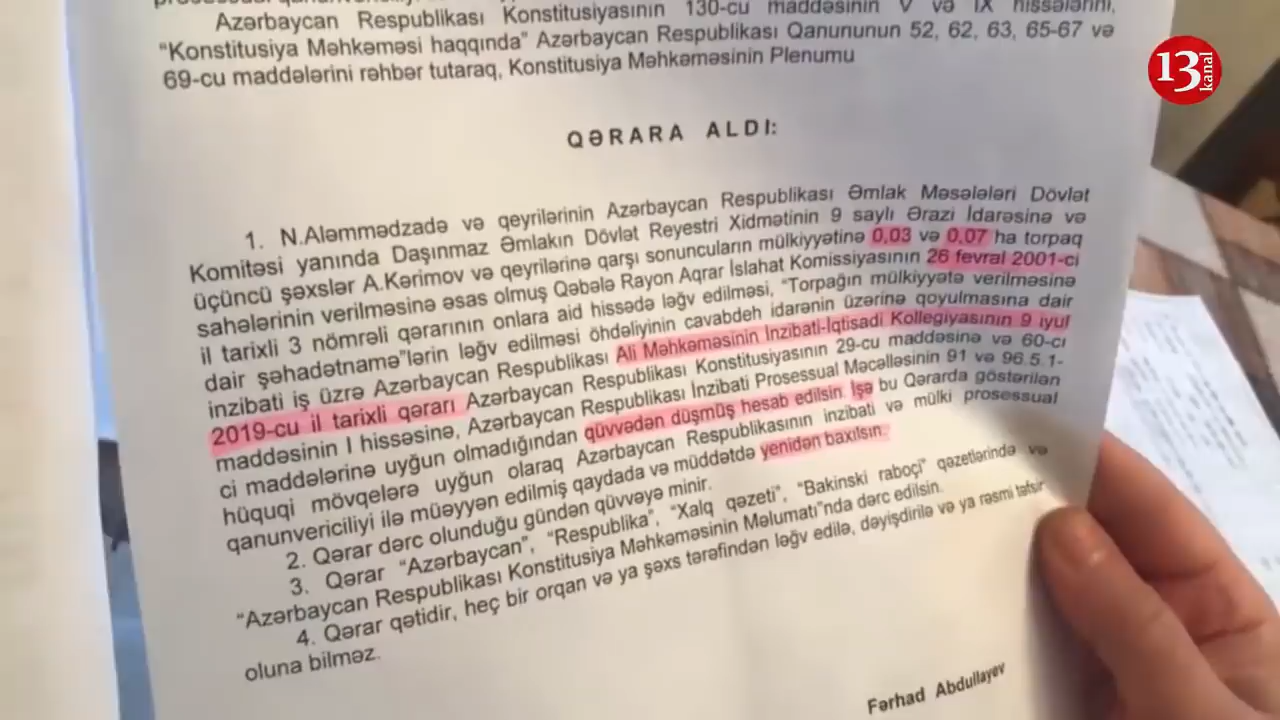 Azərbaycan Respublikası Konstitusiyasının 130-cu maddəsinin V və IX hissələrini,
“Konstitusiya Məhkəməsi haqqında” Azərbaycan Respublikası Qanununun 52, 62, 63, 65-67 və
69-cu maddələrini rəhbər tutaraq, Konstitusiya Məhkəməsinin Plenumu
13 kanal
QƏRARA ALDI:
1. N.Aləmmədzadə və qeyrilərinin Azərbaycan Respublikası Əmlak Məsələləri Dövlət
Komitəsi yanında Daşınmaz Əmlakın Dövlət Reyestri Xidmətinin 9 saylı Ərazi İdarəsinə və
üçüncü şəxslər A.Kərimov və qeyrilərinə qarşı sonuncuların mülkiyyətinə 0,03 və 0,07 ha torpaq
sahələrinin verilməsinə əsas olmuş Qəbələ Rayon Aqrar İslahat Komissiyasının 26 fevral 2001-ci
il tarixli 3 nömrəli qərarının onlara aid hissədə ləğv edilməsi, “Torpağın mülkiyyətə verilməsinə
dair şəhadətnamə”lərin ləğv edilməsi öhdəliyinin cavabdeh idarənin üzərinə qoyulmasına dair
inzibati iş üzrə Azərbaycan Respublikası Ali Məhkəməsinin İnzibati-İqtisadi Kollegiyasının 9 iyul
2019-cu il tarixli qərarı Azərbaycan Respublikası Konstitusiyasının 29-cu maddəsinə və 60-cı
maddəsinin I hissəsinə, Azərbaycan Respublikası İnzibati Prosessual Məcəlləsinin 91 və 96.5.1-
ci maddələrinə uyğun olmadığından qüvvədən düşmüş hesab edilsin. İşə bu Qərarda göstərilən
hüquqi mövqelərə uyğun olaraq Azərbaycan Respublikasının inzibati və mülki prosessual
qanunvericiliyi ilə müəyyən edilmiş qaydada və müddətdə yenidən baxılsın.
2. Qərar dərc olunduğu gündən qüvvəyə minir.
3. Qərar “Azərbaycan”, “Respublika”, “Xalq qəzeti”, “Bakinski raboçi” qəzetlərində və
“Azərbaycan Respublikası Konstitusiya Məhkəməsinin Məlumatı”nda dərc edilsin.
4. Qərar qətidir, heç bir orqan və ya şəxs tərəfindən ləğv edilə, dəyişdirilə və ya rəsmi təfsir
oluna bilməz.
Fərhad Abdullayev